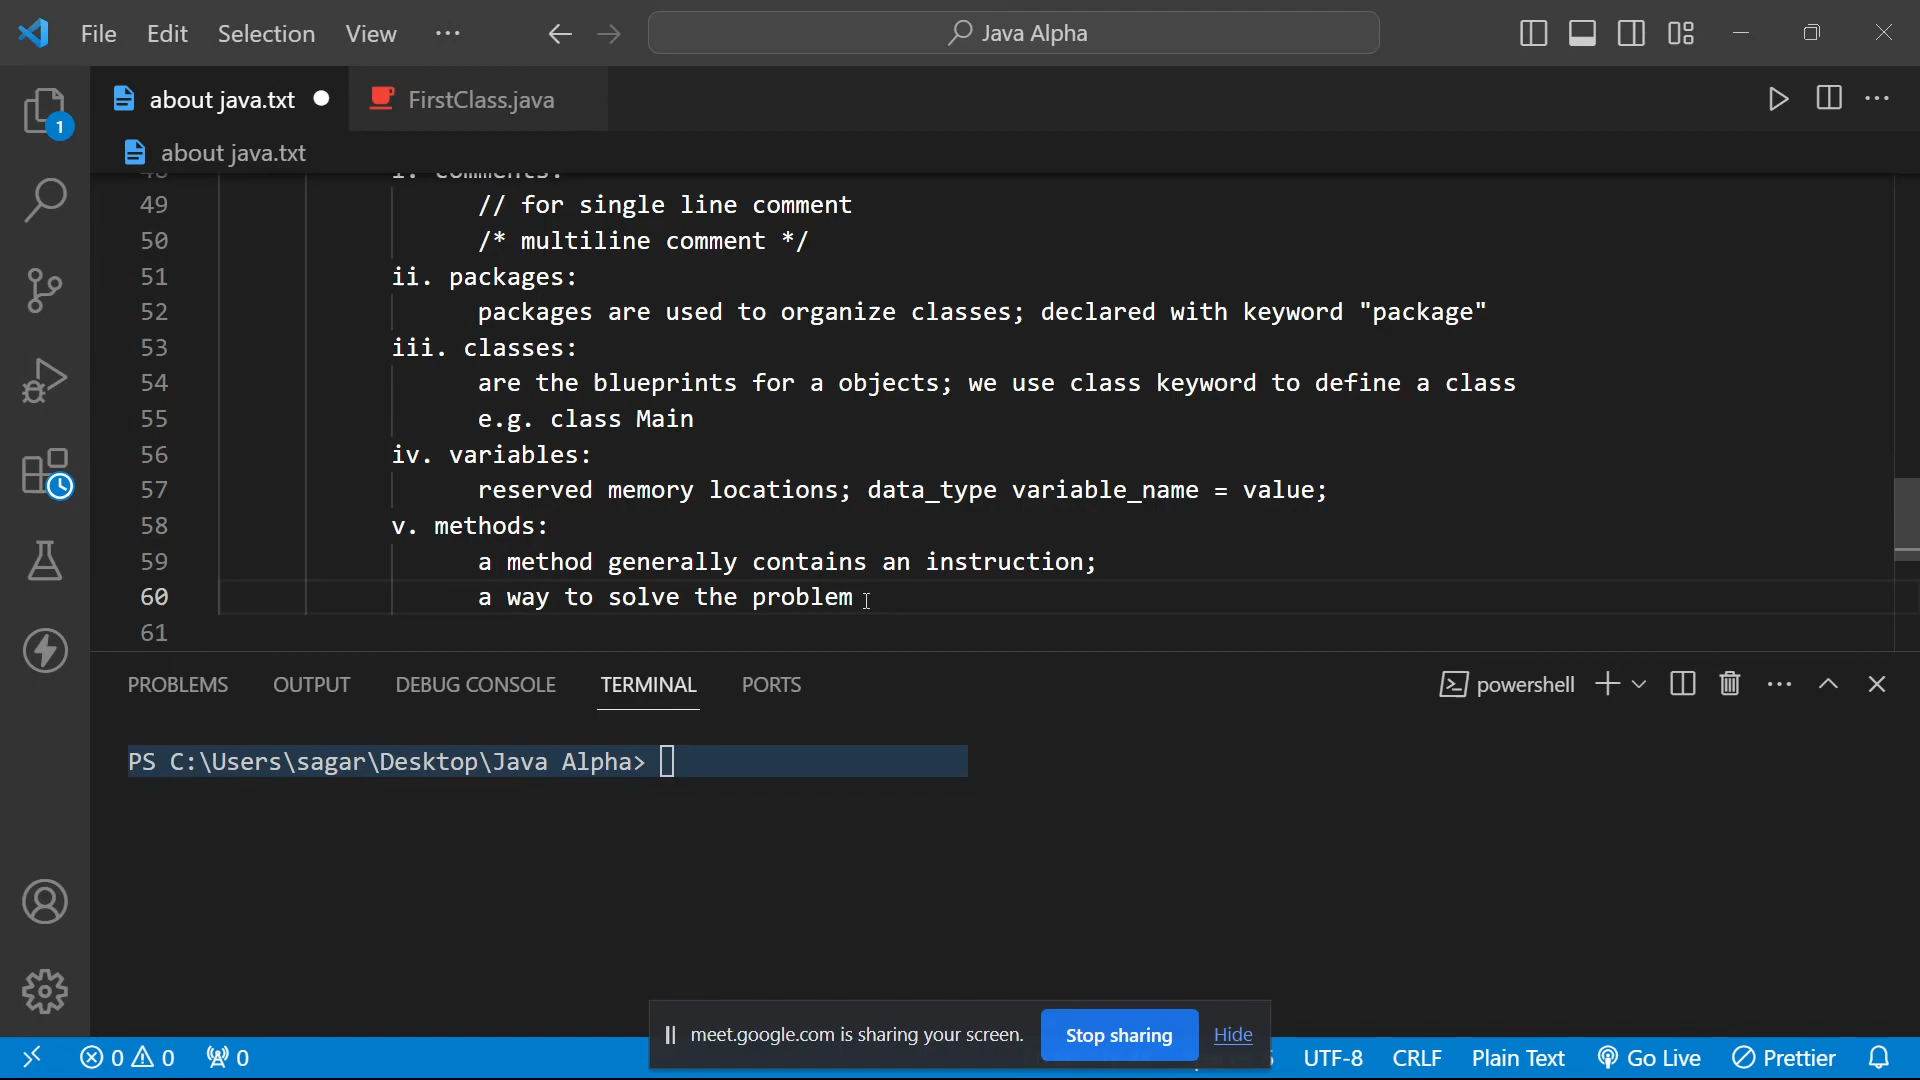 File Edit Selection View ··· Java Alpha
about java.txt FirstClass.java
about java.txt
1
48 i. comments:
49 // for single line comment
50 /* multiline comment */
51 ii. packages:
52 packages are used to organize classes; declared with keyword "package"
53 iii. classes:
54 are the blueprints for a objects; we use class keyword to define a class
55 e.g. class Main
56 iv. variables:
57 reserved memory locations; data_type variable_name = value;
58 v. methods:
59 a method generally contains an instruction;
60 a way to solve the problem
61
PROBLEMS OUTPUT DEBUG CONSOLE TERMINAL PORTS powershell
PS C:\Users\sagar\Desktop\Java Alpha>
meet.google.com is sharing your screen. Stop sharing Hide
0 0 0 UTF-8 CRLF Plain Text Go Live Prettier